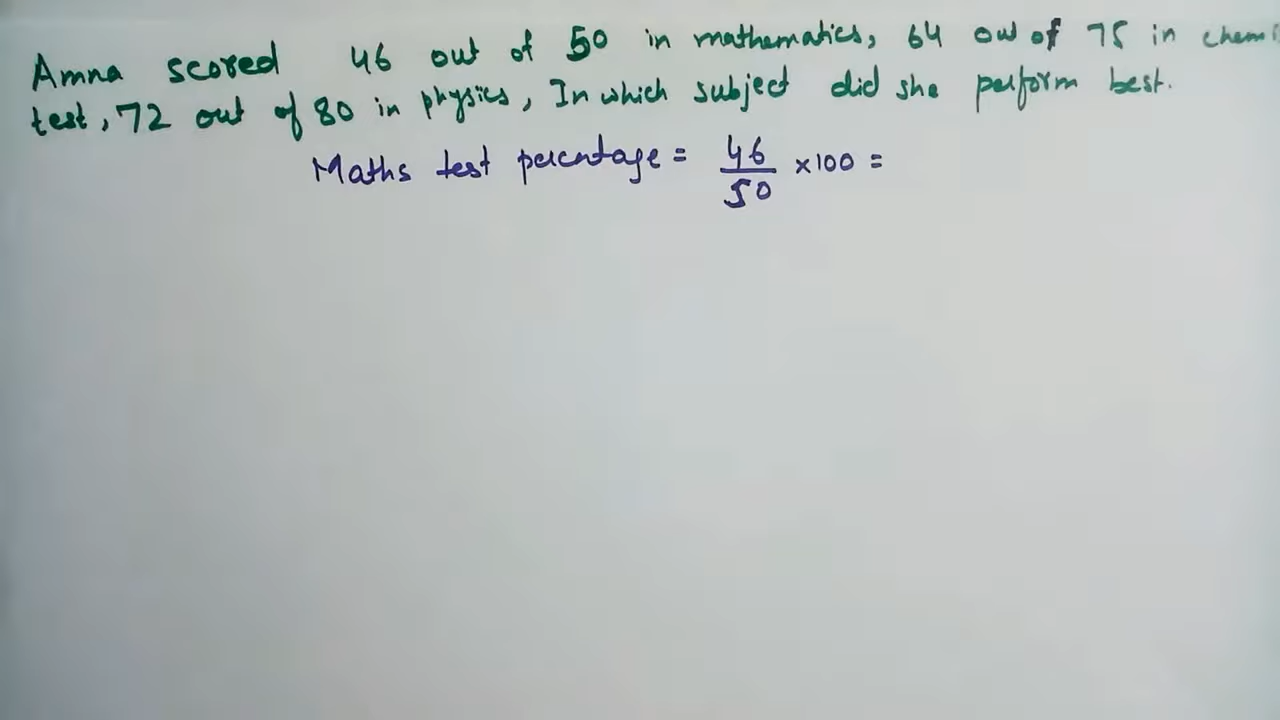 Amna scored 46 out of 50 in mathematics, 64 out of 75 in chemi
test, 72 out of 80 in physics, In which subject did she perform best.
Maths test percentage = 46/50 ×100 =